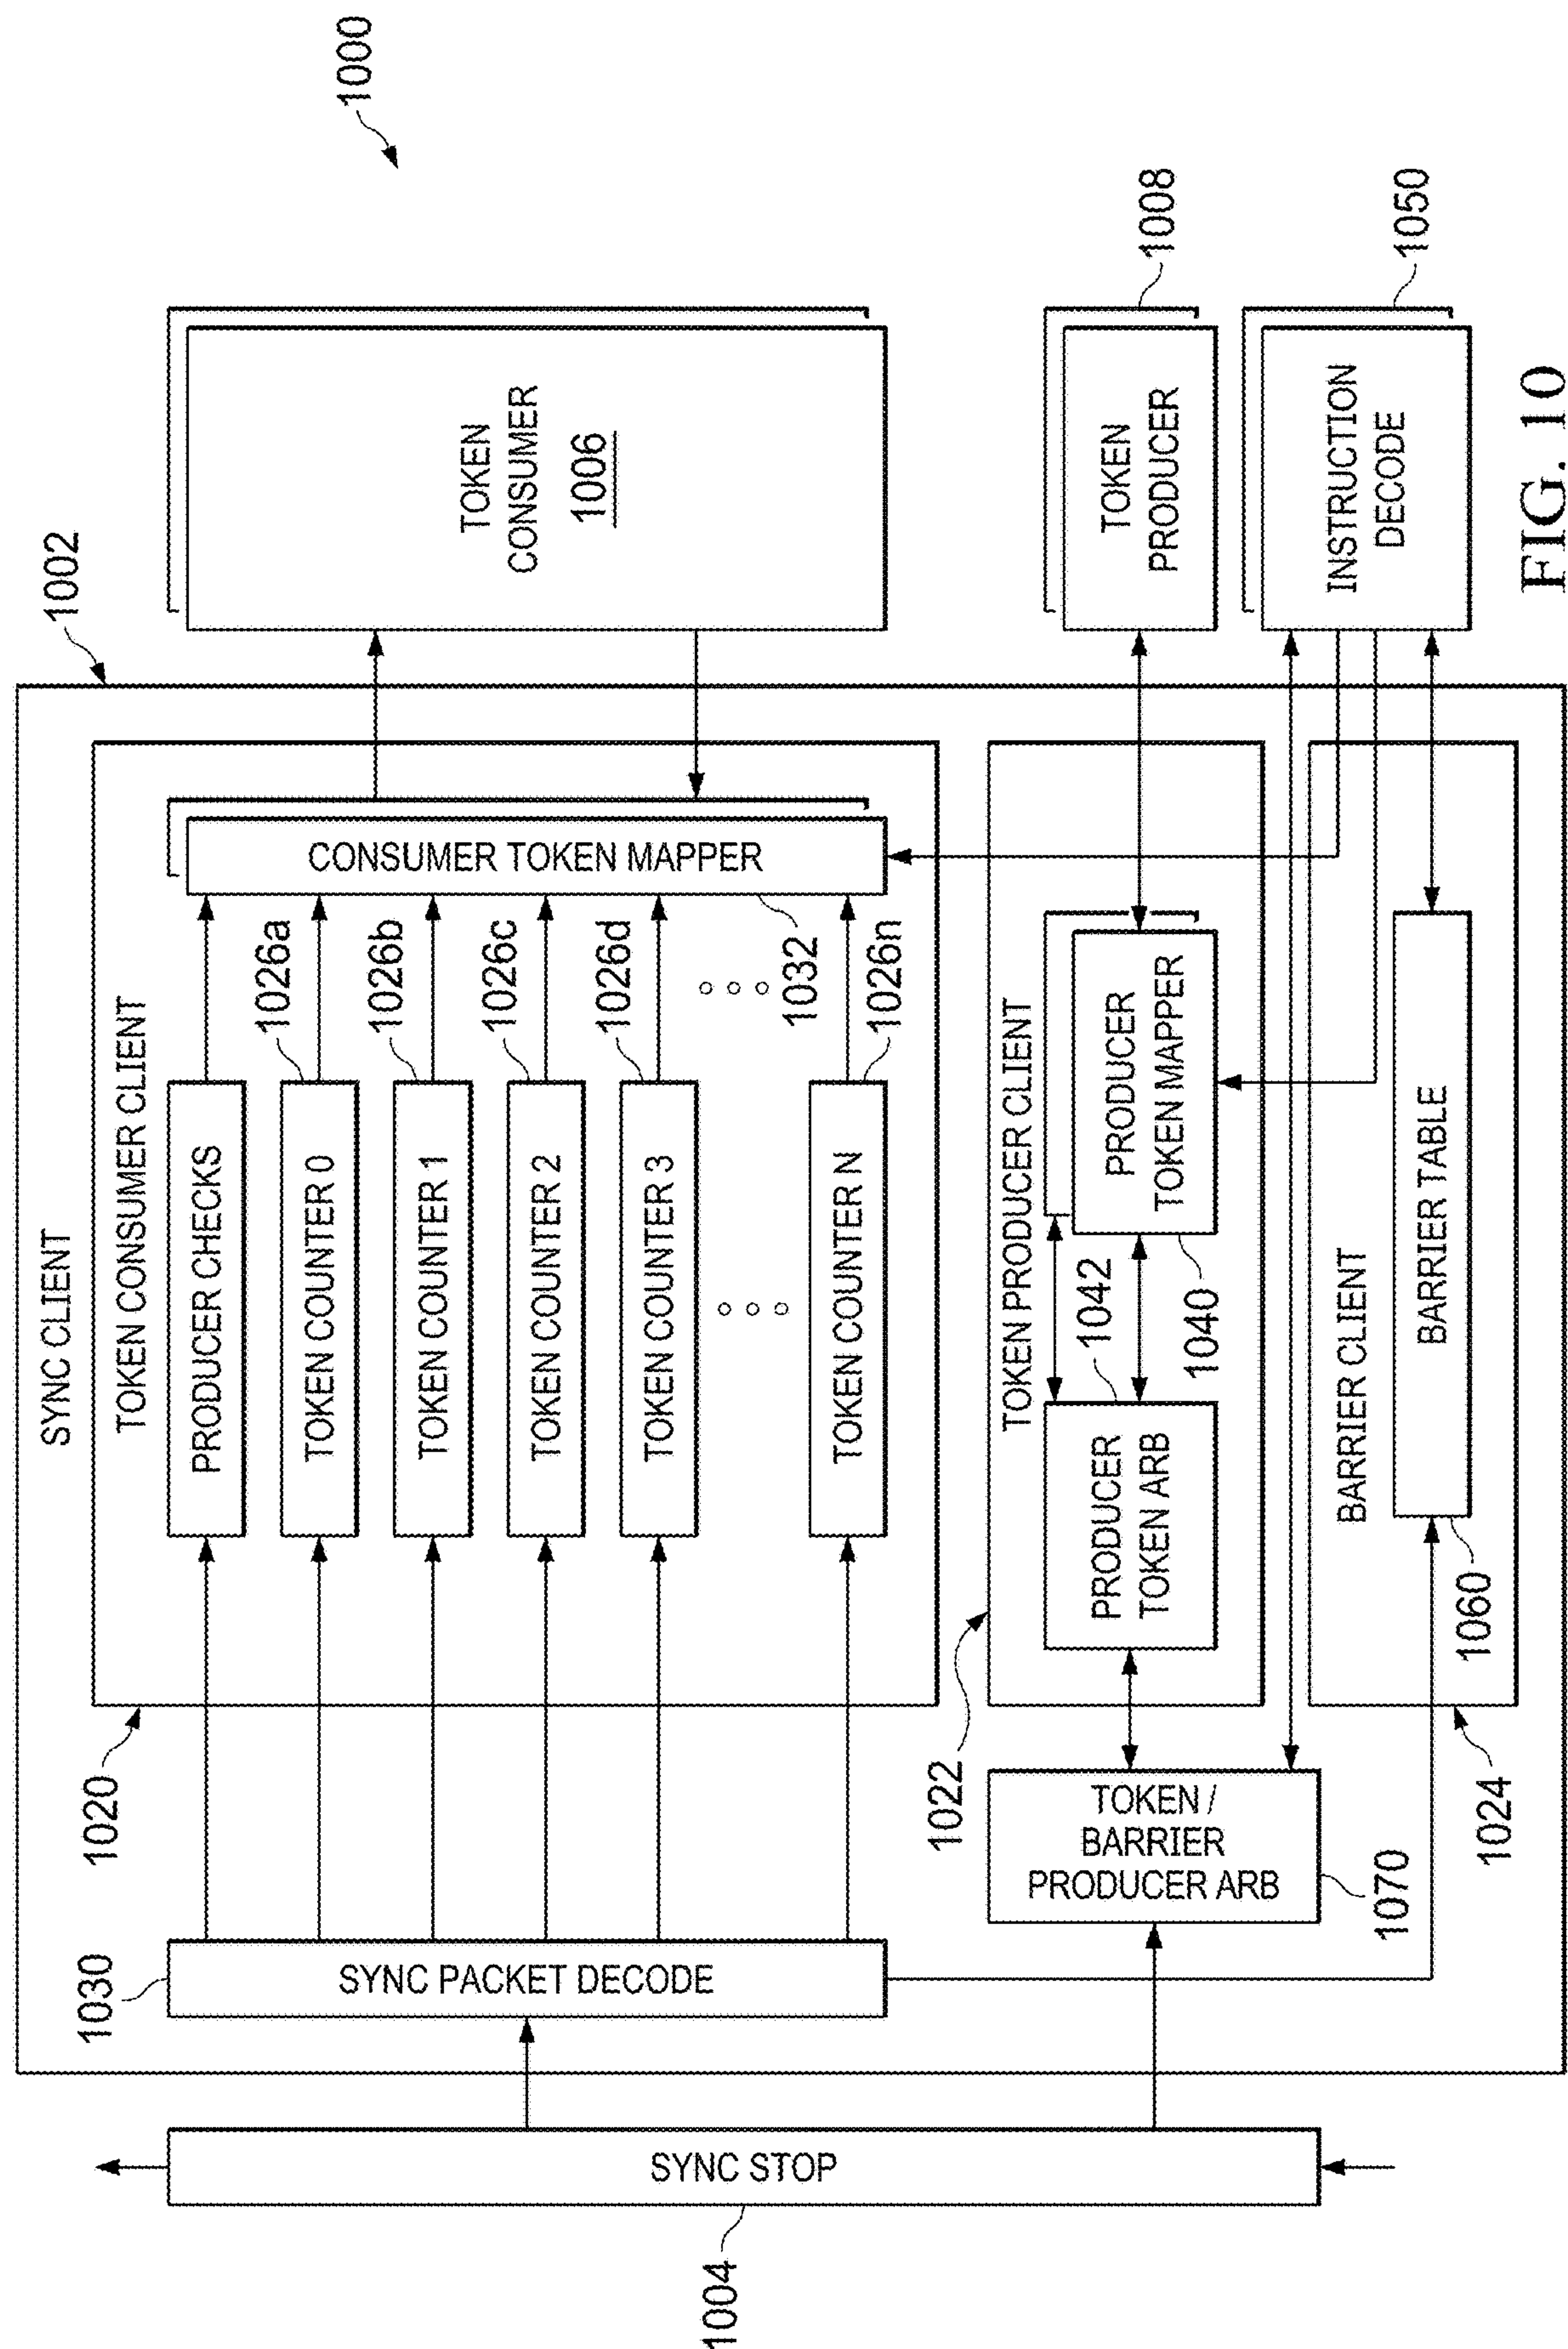 1000
1002
SYNC CLIENT
1020
TOKEN CONSUMER CLIENT
1030
SYNC PACKET DECODE
PRODUCER CHECKS
TOKEN COUNTER 0
1026a
TOKEN COUNTER 1
1026b
TOKEN COUNTER 2
1026c
TOKEN COUNTER 3
1026d
TOKEN COUNTER N
1026n
CONSUMER TOKEN MAPPER
1032
TOKEN
CONSUMER
1006
SYNC STOP
1004
1022
TOKEN PRODUCER CLIENT
TOKEN /
BARRIER
PRODUCER ARB
1070
PRODUCER
TOKEN ARB
1042
PRODUCER
TOKEN MAPPER
1040
TOKEN
PRODUCER
1008
BARRIER CLIENT
1024
BARRIER TABLE
1060
INSTRUCTION
DECODE
1050
FIG. 10